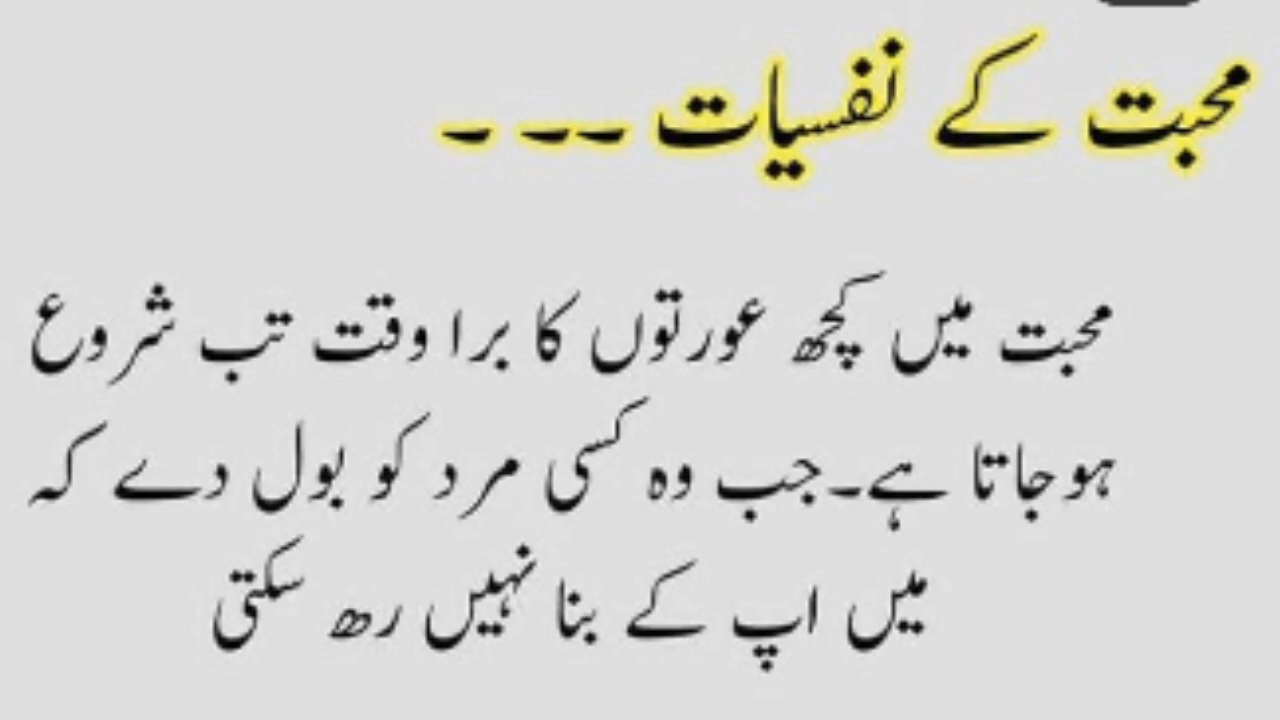 محبت کے نفسیات ۔۔۔ ۔
محبت میں کچھ عورتوں کا برا وقت تب شروع
ہوجاتا ہے۔جب وہ کسی مرد کو بول دے کہ
میں اپ کے بنا نہیں رھ سکتی